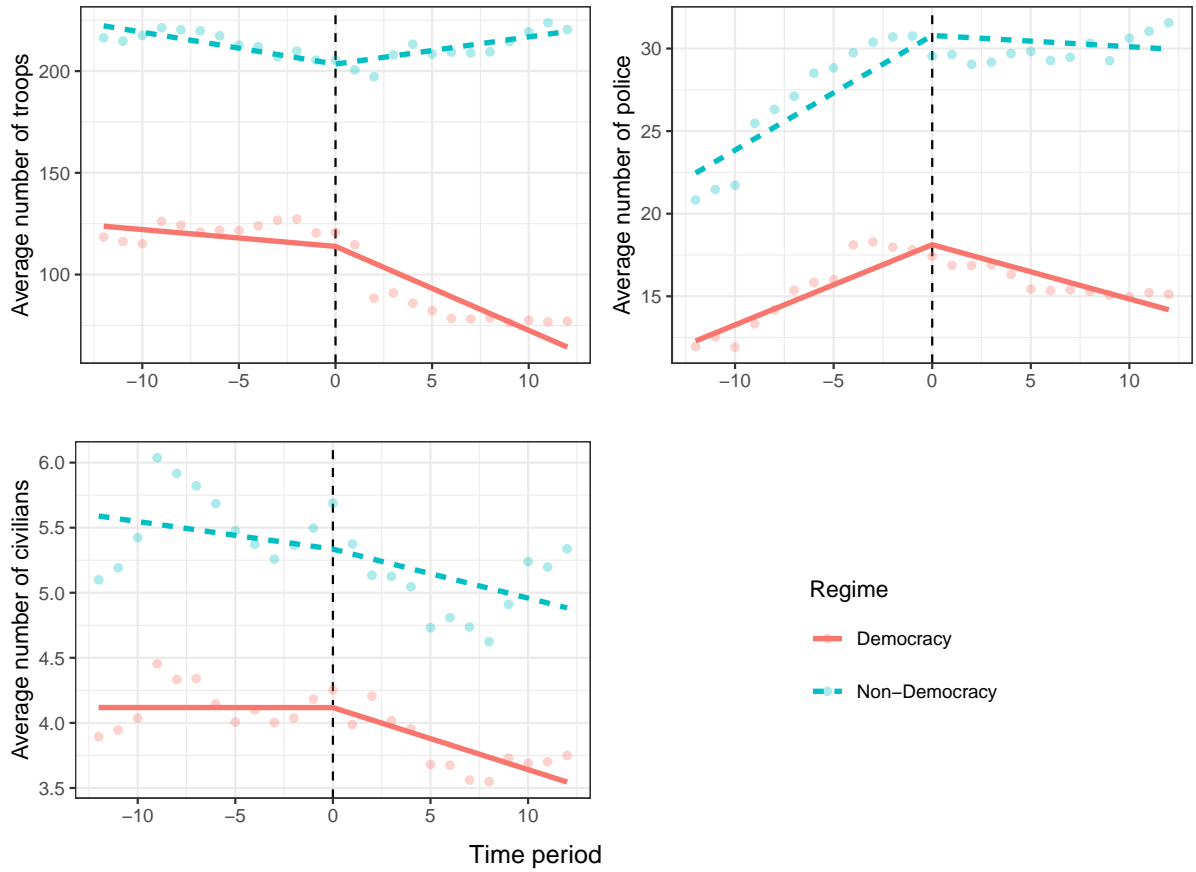 Average number of troops
200
150
100
−10 −5 0 5 10
Average number of police
30
25
20
15
−10 −5 0 5 10
Average number of civilians
6.0
5.5
5.0
4.5
4.0
3.5
−10 −5 0 5 10
Time period
Regime
Democracy
Non−Democracy